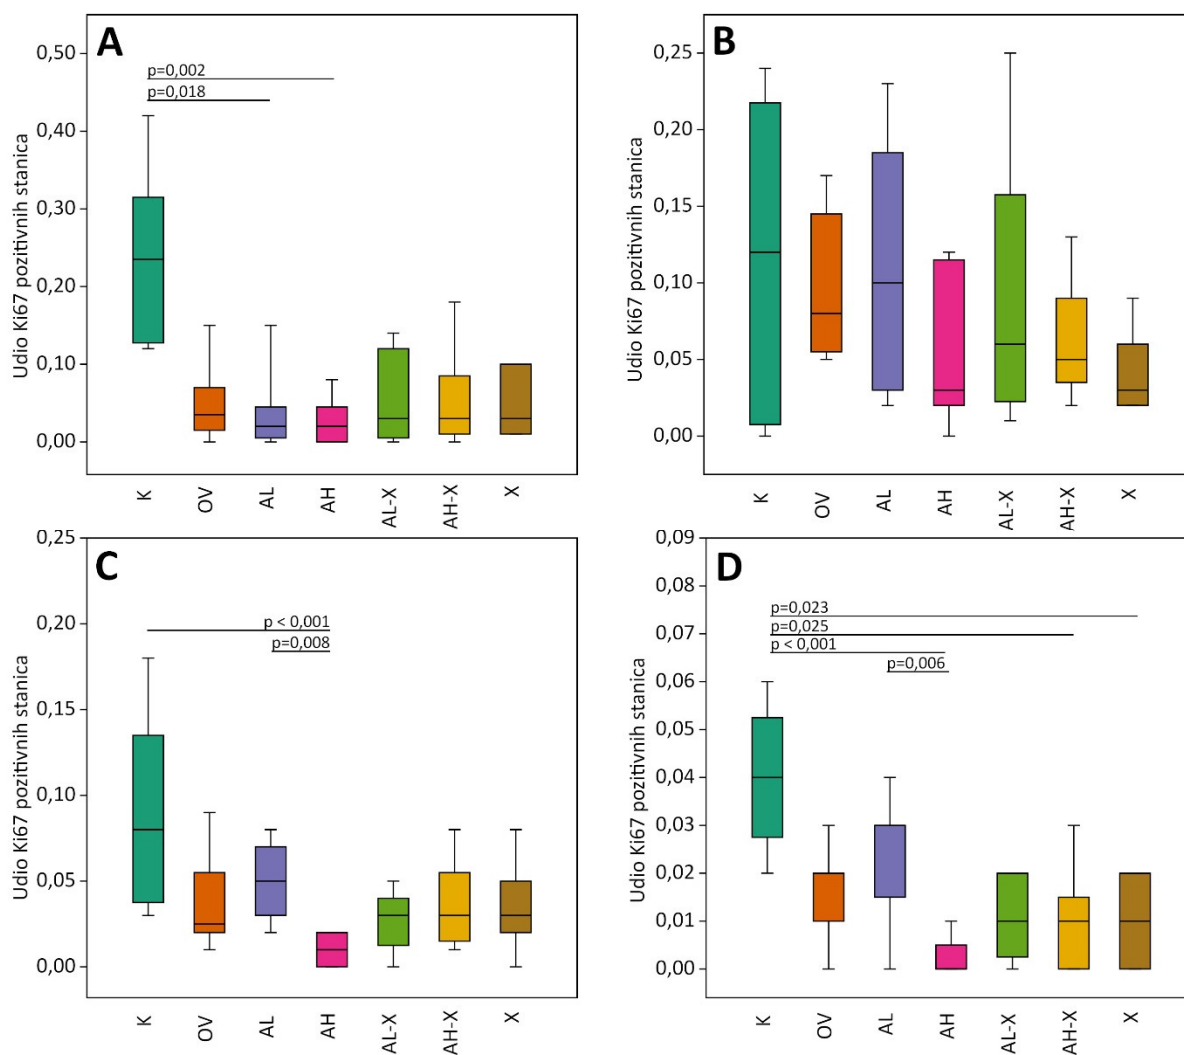 A
Udio Ki67 pozitivnih stanica
0,50
0,40
0,30
0,20
0,10
0,00
p=0,002
p=0,018
K
OV
AL
AH
AL-X
AH-X
X
B
Udio Ki67 pozitivnih stanica
0,25
0,20
0,15
0,10
0,05
0,00
K
OV
AL
AH
AL-X
AH-X
X
C
Udio Ki67 pozitivnih stanica
0,25
0,20
0,15
0,10
0,05
0,00
p < 0,001
p=0,008
K
OV
AL
AH
AL-X
AH-X
X
D
Udio Ki67 pozitivnih stanica
0,09
0,08
0,07
0,06
0,05
0,04
0,03
0,02
0,01
0,00
p=0,023
p=0,025
p < 0,001
p=0,006
K
OV
AL
AH
AL-X
AH-X
X